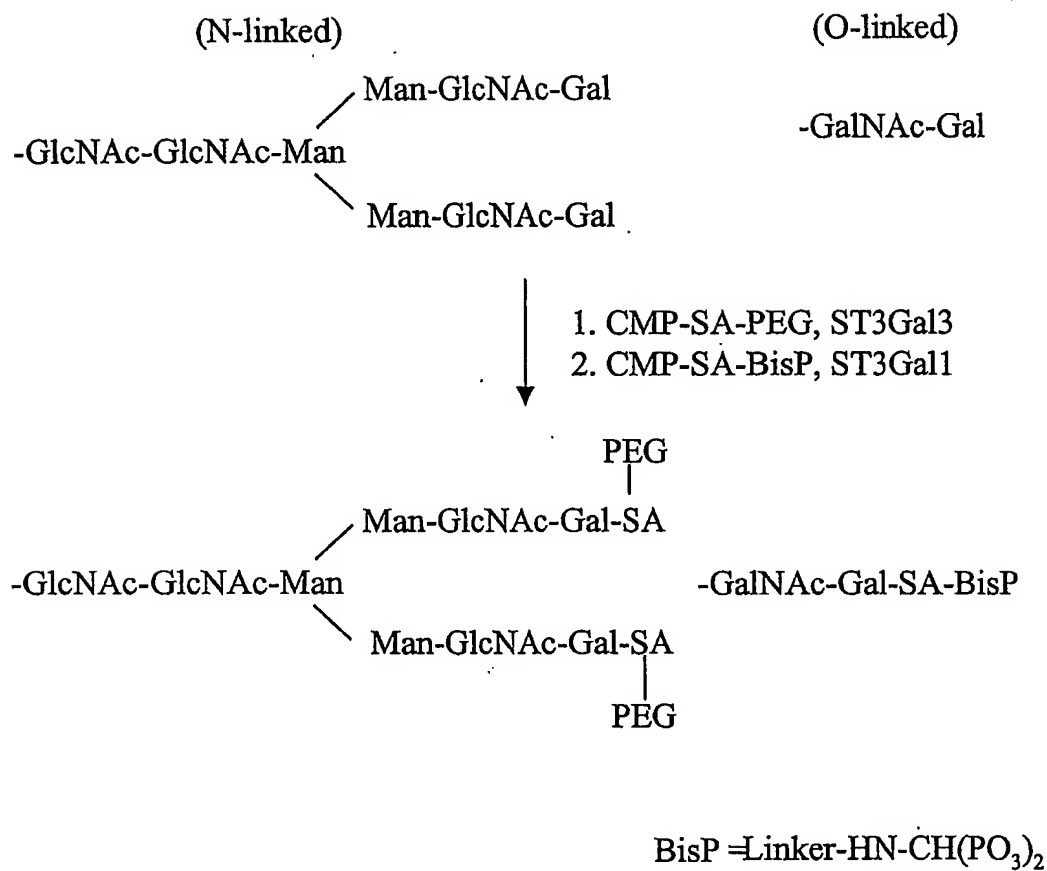 (N-linked)
(O-linked)
Man-GlcNAc-Gal
-GalNAc-Gal
-GlcNAc-GlcNAc-Man
Man-GlcNAc-Gal
1. CMP-SA-PEG, ST3Gal3
2. CMP-SA-BisP, ST3Gal1
PEG
Man-GlcNAc-Gal-SA
-GlcNAc-GlcNAc-Man
-GalNAc-Gal-SA-BisP
Man-GlcNAc-Gal-SA
PEG
BisP =Linker-HN-CH(PO₃)₂